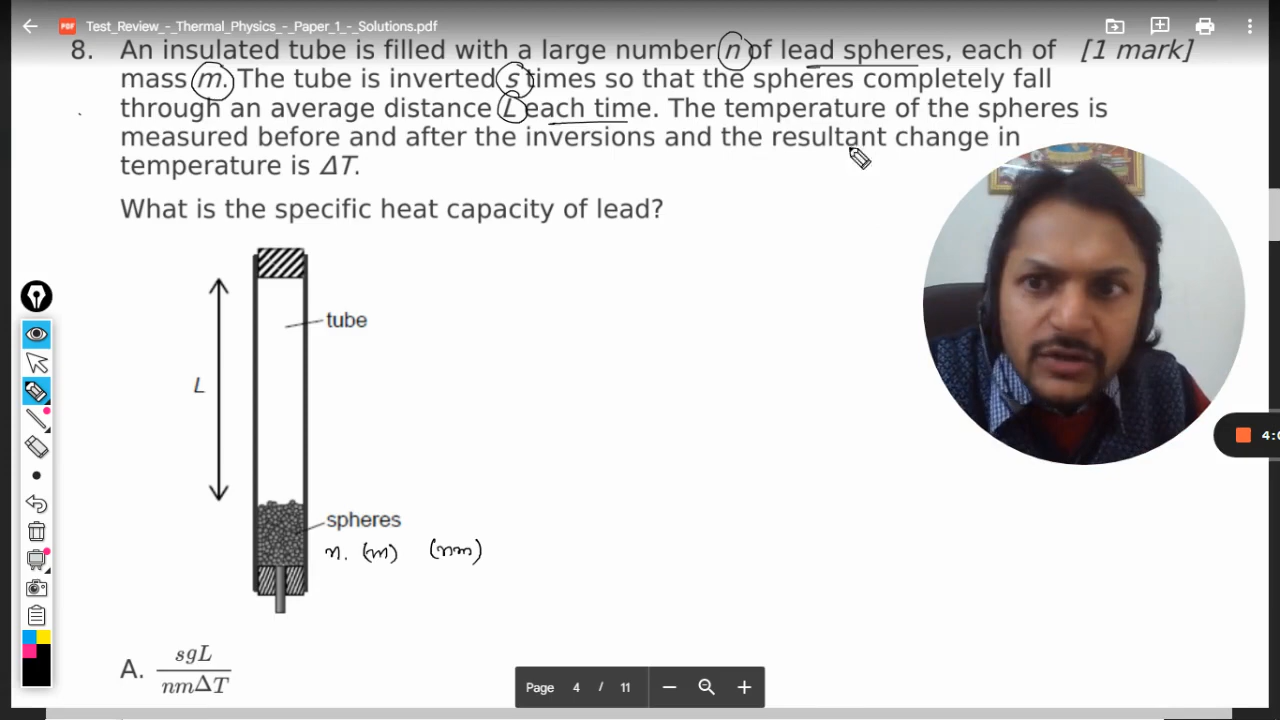 PDF Test_Review_-_Thermal_Physics_-_Paper_1_-_Solutions.pdf
8. An insulated tube is filled with a large number n of lead spheres, each of [1 mark]
mass m. The tube is inverted s times so that the spheres completely fall
through an average distance L each time. The temperature of the spheres is
measured before and after the inversions and the resultant change in
temperature is ΔT.
What is the specific heat capacity of lead?
tube
L
spheres
n. (m) (nm)
A. sgL / nmΔT
Page 4 / 11